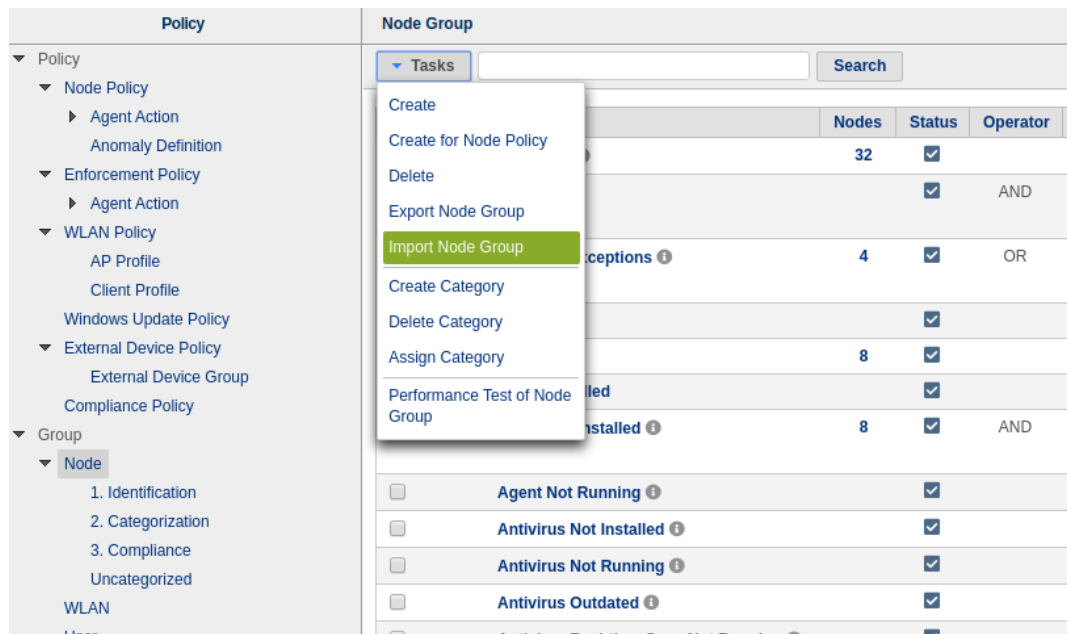 Policy
Policy
Node Policy
Agent Action
Anomaly Definition
Enforcement Policy
Agent Action
WLAN Policy
AP Profile
Client Profile
Windows Update Policy
External Device Policy
External Device Group
Compliance Policy
Group
Node
1. Identification
2. Categorization
3. Compliance
Uncategorized
WLAN
Node Group
Tasks
Search
Create
Create for Node Policy
Delete
Export Node Group
Import Node Group
Create Category
Delete Category
Assign Category
Performance Test of Node
Group
Nodes Status Operator
32
AND
ceptions 4 OR
8
lled
nstalled 8 AND
Agent Not Running
Antivirus Not Installed
Antivirus Not Running
Antivirus Outdated